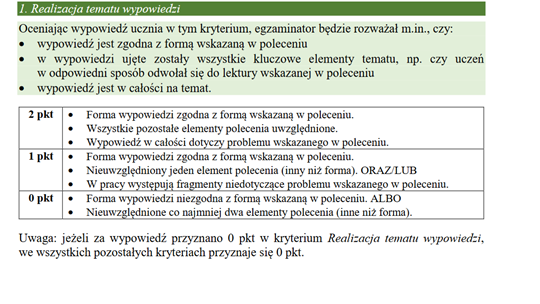 1. Realizacja tematu wypowiedzi
Oceniając wypowiedź ucznia w tym kryterium, egzaminator będzie rozważał m.in., czy:
• wypowiedź jest zgodna z formą wskazaną w poleceniu
• w wypowiedzi ujęte zostały wszystkie kluczowe elementy tematu, np. czy uczeń
w odpowiedni sposób odwołał się do lektury wskazanej w poleceniu
• wypowiedź jest w całości na temat.
2 pkt • Forma wypowiedzi zgodna z formą wskazaną w poleceniu.
• Wszystkie pozostałe elementy polecenia uwzględnione.
• Wypowiedź w całości dotyczy problemu wskazanego w poleceniu.
1 pkt • Forma wypowiedzi zgodna z formą wskazaną w poleceniu.
• Nieuwzględniony jeden element polecenia (inny niż forma). ORAZ/LUB
• W pracy występują fragmenty niedotyczące problemu wskazanego w poleceniu.
0 pkt • Forma wypowiedzi niezgodna z formą wskazaną w poleceniu. ALBO
• Nieuwzględnione co najmniej dwa elementy polecenia (inne niż forma).
Uwaga: jeżeli za wypowiedź przyznano 0 pkt w kryterium Realizacja tematu wypowiedzi,
we wszystkich pozostałych kryteriach przyznaje się 0 pkt.